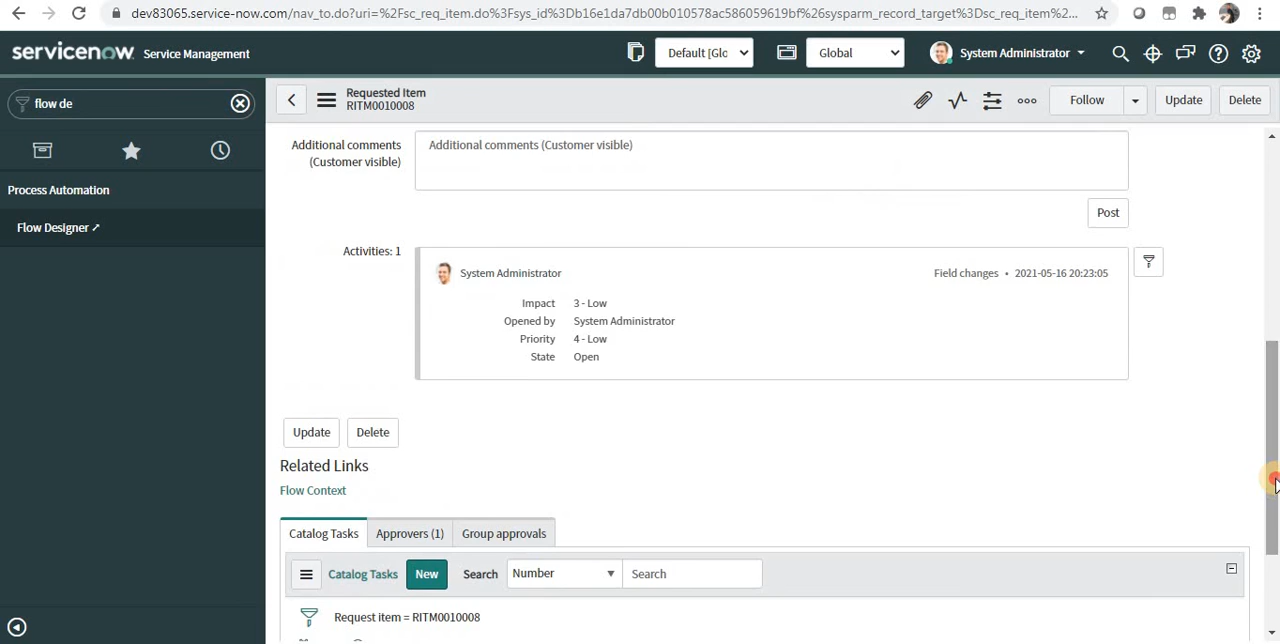 dev83065.service-now.com/nav_to.do?uri=%2Fsc_req_item.do%3Fsys_id%3Db16e1da7db00b010578ac586059619bf%26sysparm_record_target%3Dsc_req_item%2...
servicenow Service Management
Default [Glc
Global
System Administrator
flow de
Process Automation
Flow Designer
Requested Item
RITM0010008
Follow
Update
Delete
Additional comments
(Customer visible)
Additional comments (Customer visible)
Post
Activities: 1
System Administrator
Field changes • 2021-05-16 20:23:05
Impact 3 - Low
Opened by System Administrator
Priority 4 - Low
State Open
Update
Delete
Related Links
Flow Context
Catalog Tasks
Approvers (1)
Group approvals
Catalog Tasks
New
Search
Number
Search
Request item = RITM0010008